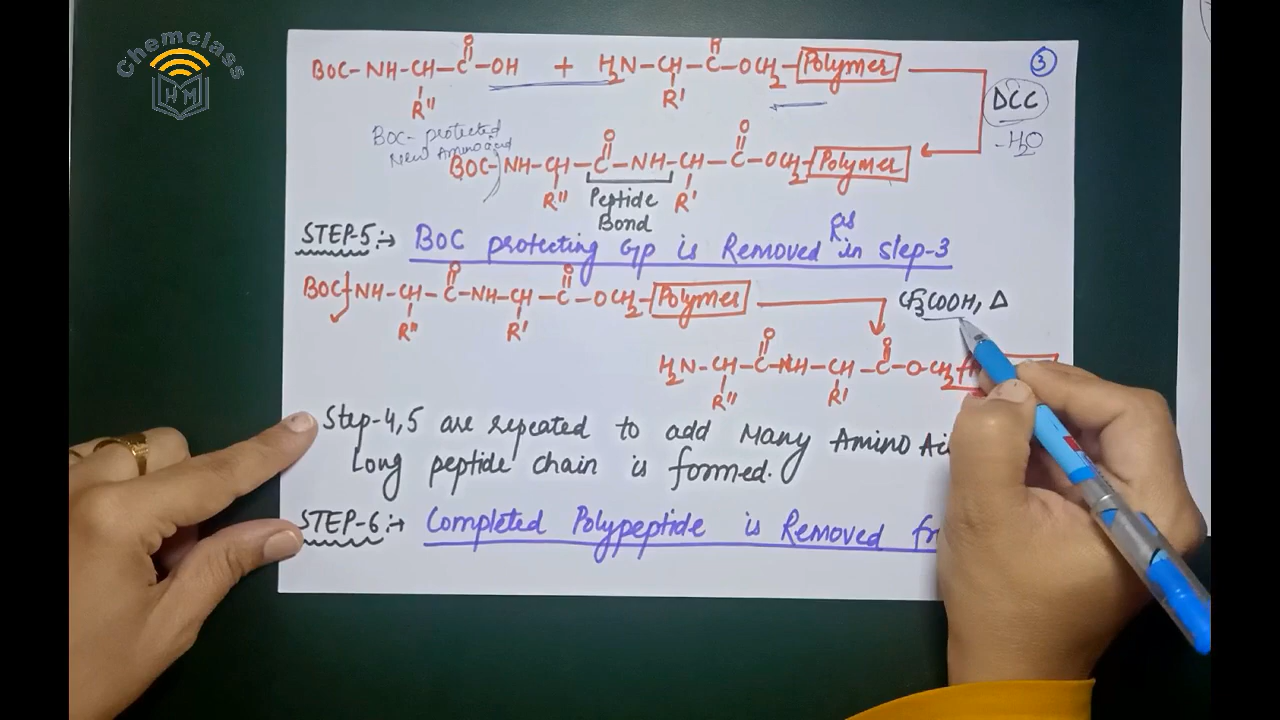 Chemclass
HM
3
O H
BOC-NH-CH-C-OH + H2N-CH-C-OCH2-Polymer
R" R'
DCC
-H2O
BOC-protected
New Amino acid
O O
BOC-NH-CH-C-NH-CH-C-OCH2-Polymer
R" Peptide R'
Bond
STEP-5:→ BOC protecting Gp is Removed as in step-3
O O
BOC-NH-CH-C-NH-CH-C-OCH2-Polymer
R" R'
CF3COOH, Δ
O O
H2N-CH-C-NH-CH-C-O-CH2
R" R'
Step-4,5 are repeated to add Many Amino
Long peptide chain is formed.
STEP-6:→ Completed Polypeptide is Removed